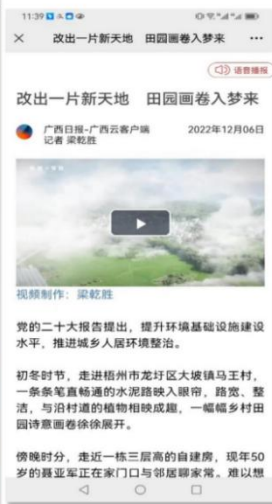 11:39
改出一片新天地 田园画卷入梦来
语音播报
改出一片新天地 田园画卷入梦来
广西日报-广西云客户端
2022年12月06日
记者 梁乾胜
视频制作：梁乾胜
党的二十大报告提出，提升环境基础设施建设
水平，推进城乡人居环境整治。
初冬时节，走进梧州市龙圩区大坡镇马王村，
一条条笔直畅通的水泥路映入眼帘，路宽、整
洁，与沿村道的植物相映成趣，一幅幅乡村田
园诗意画卷徐徐展开。
傍晚时分，走近一栋三层高的自建房，现年50
岁的聂亚军正在家门口与邻居聊家常。难以想